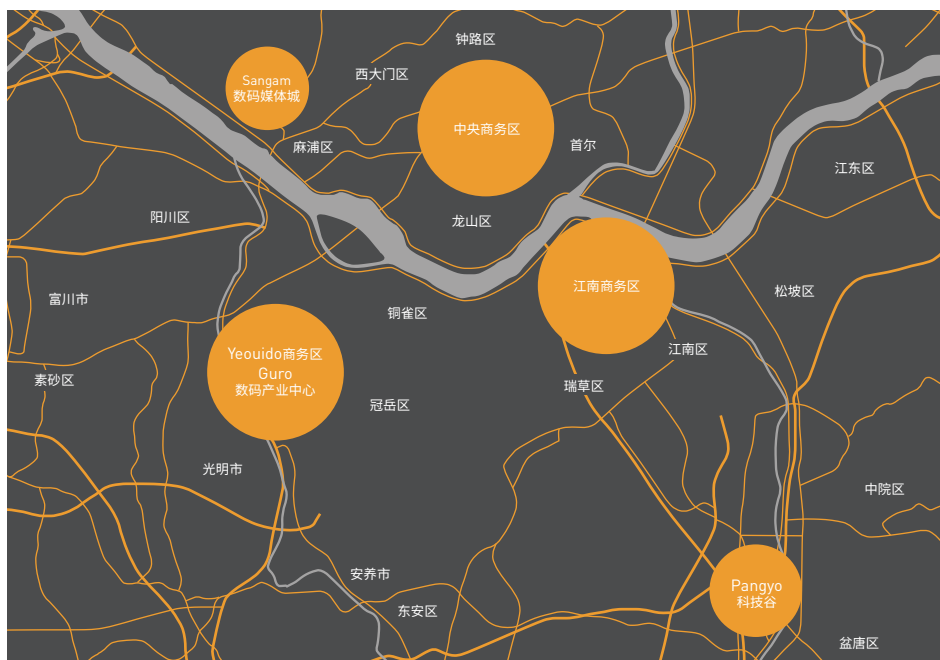 钟路区
西大门区
Sangam
数码媒体城
中央商务区
麻浦区
首尔
江东区
阳川区
龙山区
江南商务区
松坡区
富川市
铜雀区
江南区
Yeouido商务区
Guro
数码产业中心
素砂区
瑞草区
冠岳区
光明市
中院区
安养市
Pangyo
科技谷
东安区
盆唐区